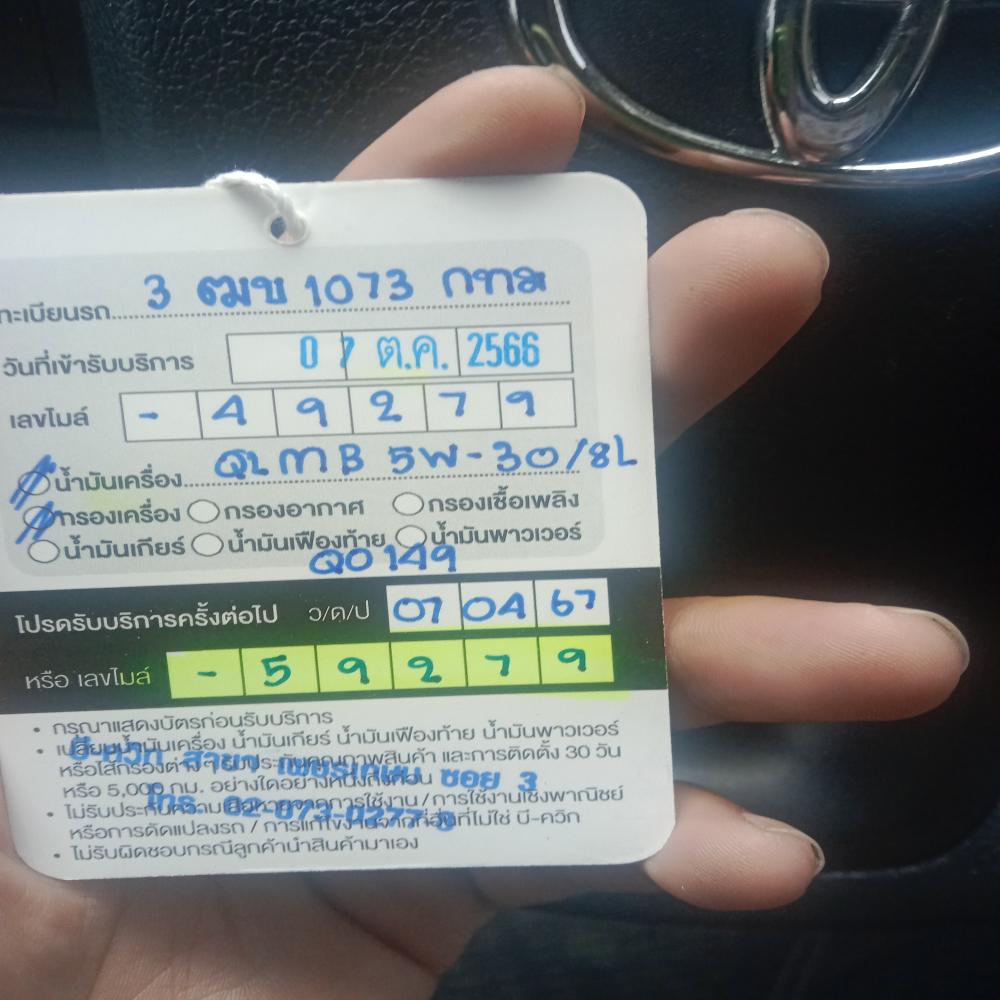 ทะเบียนรถ 3 ฒข 1073 กทม
วันที่เข้ารับบริการ 07 ต.ค. 2566
เลขไมล์ - 4 9 2 7 9
น้ำมันเครื่อง QL MB 5W-30/8L
กรองเครื่อง กรองอากาศ กรองเชื้อเพลิง
น้ำมันเกียร์ น้ำมันเฟืองท้าย น้ำมันพาวเวอร์
QO149
โปรดรับบริการครั้งต่อไป ว/ด/ป 07 04 67
หรือ เลขไมล์ - 5 9 2 7 9
• กรุณาแสดงบัตรก่อนรับบริการ
• เปลี่ยนน้ำมันเครื่อง น้ำมันเกียร์ น้ำมันเฟืองท้าย น้ำมันพาวเวอร์
หรือไส้กรองต่างๆ รับประกันคุณภาพสินค้า และการติดตั้ง 30 วัน
หรือ 5,000 กม. อย่างใดอย่างหนึ่งถึงก่อน
ซอย 3
โทร. 02-873-0277-8
• ไม่รับประกันความ การใช้งาน/การใช้งานเชิงพาณิชย์
หรือการดัดแปลงรถ / การแก้ไขงานจากที่อื่นที่ไม่ใช่ บี-ควิก
• ไม่รับผิดชอบกรณีลูกค้านำสินค้ามาเอง